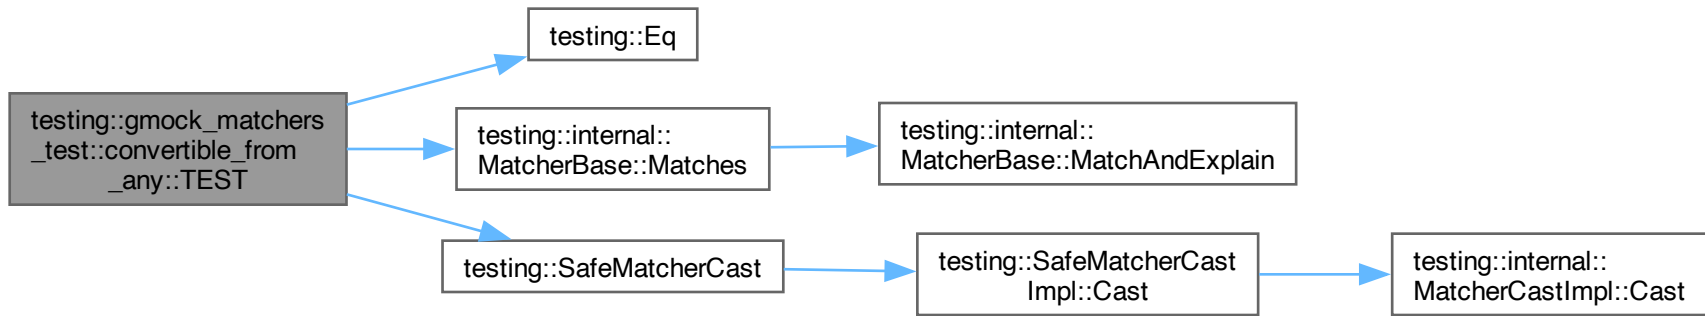 testing::Eq
testing::gmock_matchers
_test::convertible_from
_any::TEST
testing::internal::
MatcherBase::Matches
testing::internal::
MatcherBase::MatchAndExplain
testing::SafeMatcherCast
testing::SafeMatcherCast
Impl::Cast
testing::internal::
MatcherCastImpl::Cast